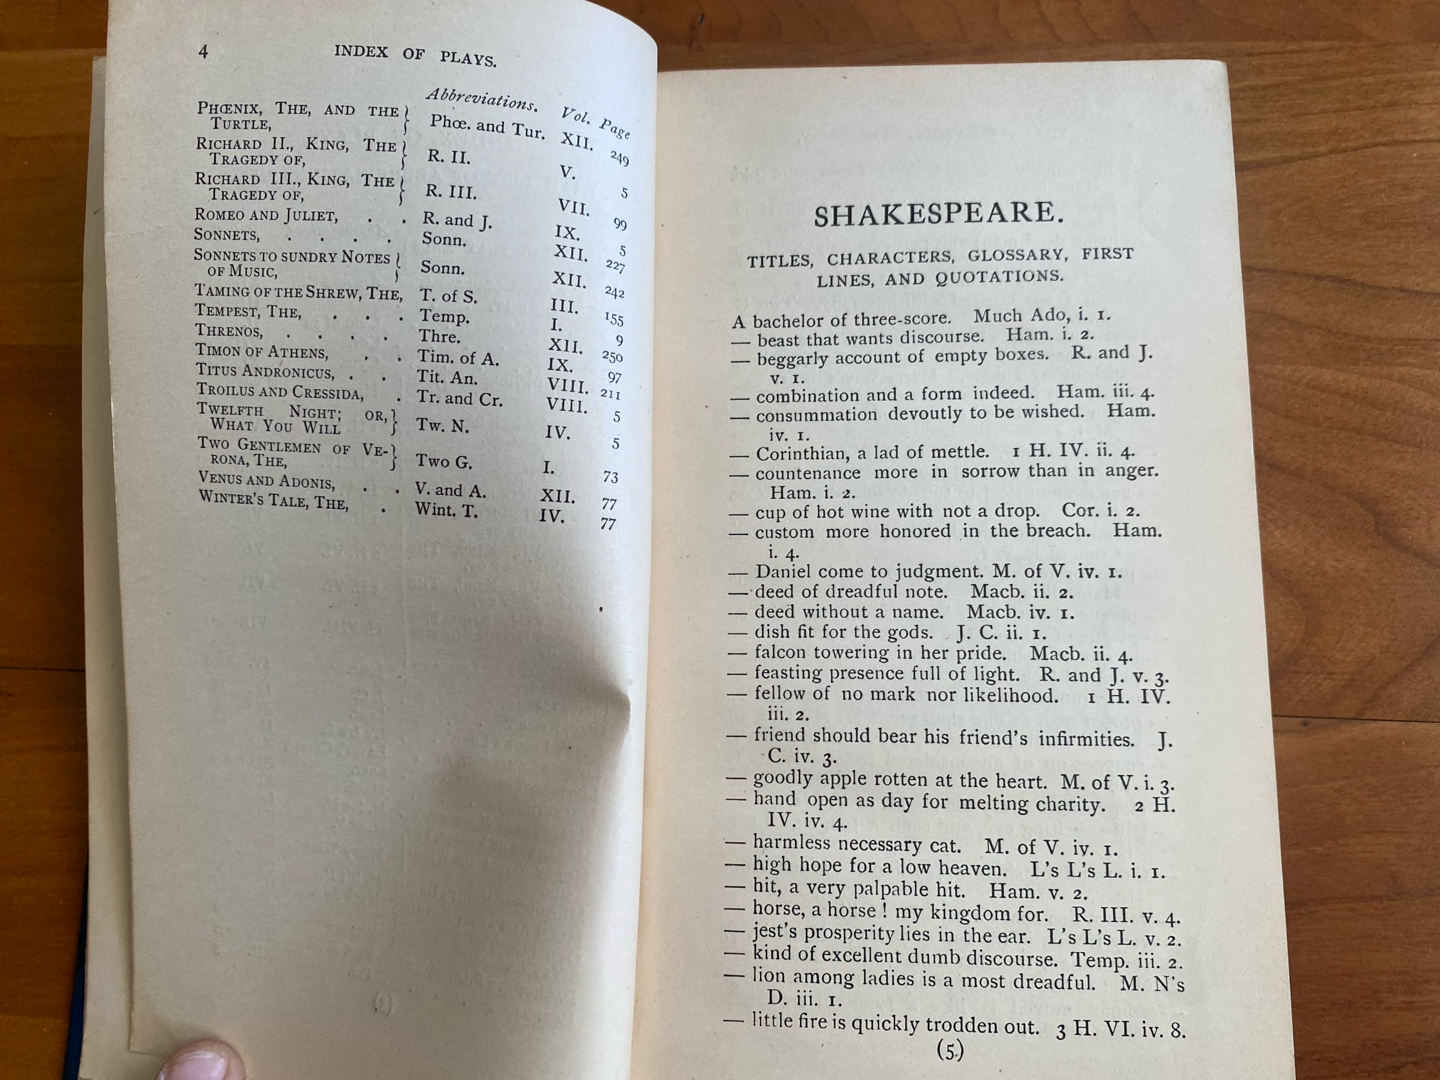 4 INDEX OF PLAYS.
Abbreviations. Vol. Page
PHŒNIX, THE, AND THE
TURTLE, } Phœ. and Tur. XII. 249
RICHARD II., KING, THE
TRAGEDY OF, } R. II. V. 5
RICHARD III., KING, THE
TRAGEDY OF, } R. III. VII. 99
ROMEO AND JULIET, . . R. and J. IX. 5
SONNETS, . . . . Sonn. XII. 227
SONNETS TO SUNDRY NOTES
OF MUSIC, } Sonn. XII. 242
TAMING OF THE SHREW, THE, T. of S. III. 155
TEMPEST, THE, . . . Temp. I. 9
THRENOS, . . . . Thre. XII. 250
TIMON OF ATHENS, . . Tim. of A. IX. 97
TITUS ANDRONICUS, . . Tit. An. VIII. 211
TROILUS AND CRESSIDA, . Tr. and Cr. VIII. 5
TWELFTH NIGHT; OR,
WHAT YOU WILL } Tw. N. IV. 5
TWO GENTLEMEN OF VE-
RONA, THE, } Two G. I. 73
VENUS AND ADONIS, . . V. and A. XII. 77
WINTER'S TALE, THE, . Wint. T. IV. 77
SHAKESPEARE.
TITLES, CHARACTERS, GLOSSARY, FIRST
LINES, AND QUOTATIONS.
A bachelor of three-score. Much Ado, i. 1.
— beast that wants discourse. Ham. i. 2.
— beggarly account of empty boxes. R. and J.
v. 1.
— combination and a form indeed. Ham. iii. 4.
— consummation devoutly to be wished. Ham.
iv. 1.
— Corinthian, a lad of mettle. 1 H. IV. ii. 4.
— countenance more in sorrow than in anger.
Ham. i. 2.
— cup of hot wine with not a drop. Cor. i. 2.
— custom more honored in the breach. Ham.
i. 4.
— Daniel come to judgment. M. of V. iv. 1.
— deed of dreadful note. Macb. ii. 2.
— deed without a name. Macb. iv. 1.
— dish fit for the gods. J. C. ii. 1.
— falcon towering in her pride. Macb. ii. 4.
— feasting presence full of light. R. and J. v. 3.
— fellow of no mark nor likelihood. 1 H. IV.
iii. 2.
— friend should bear his friend's infirmities. J.
C. iv. 3.
— goodly apple rotten at the heart. M. of V. i. 3.
— hand open as day for melting charity. 2 H.
IV. iv. 4.
— harmless necessary cat. M. of V. iv. 1.
— high hope for a low heaven. L's L's L. i. 1.
— hit, a very palpable hit. Ham. v. 2.
— horse, a horse ! my kingdom for. R. III. v. 4.
— jest's prosperity lies in the ear. L's L's L. v. 2.
— kind of excellent dumb discourse. Temp. iii. 2.
— lion among ladies is a most dreadful. M. N's
D. iii. 1.
— little fire is quickly trodden out. 3 H. VI. iv. 8.
(5)